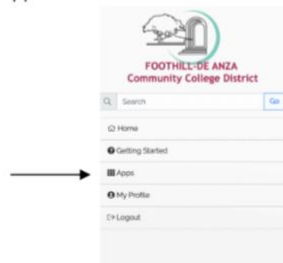 FOOTHILL-DE ANZA
Community College District
Search
Go
Home
Getting Started
Apps
My Profile
Logout